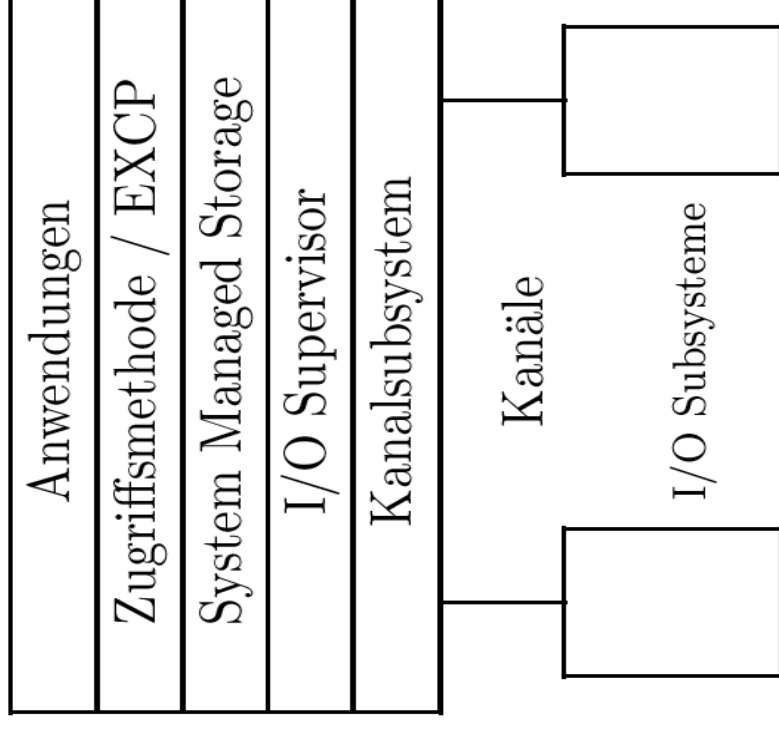 Anwendungen
Zugriffsmethode / EXCP
System Managed Storage
I/O Supervisor
Kanalsubsystem
Kanäle
I/O Subsysteme